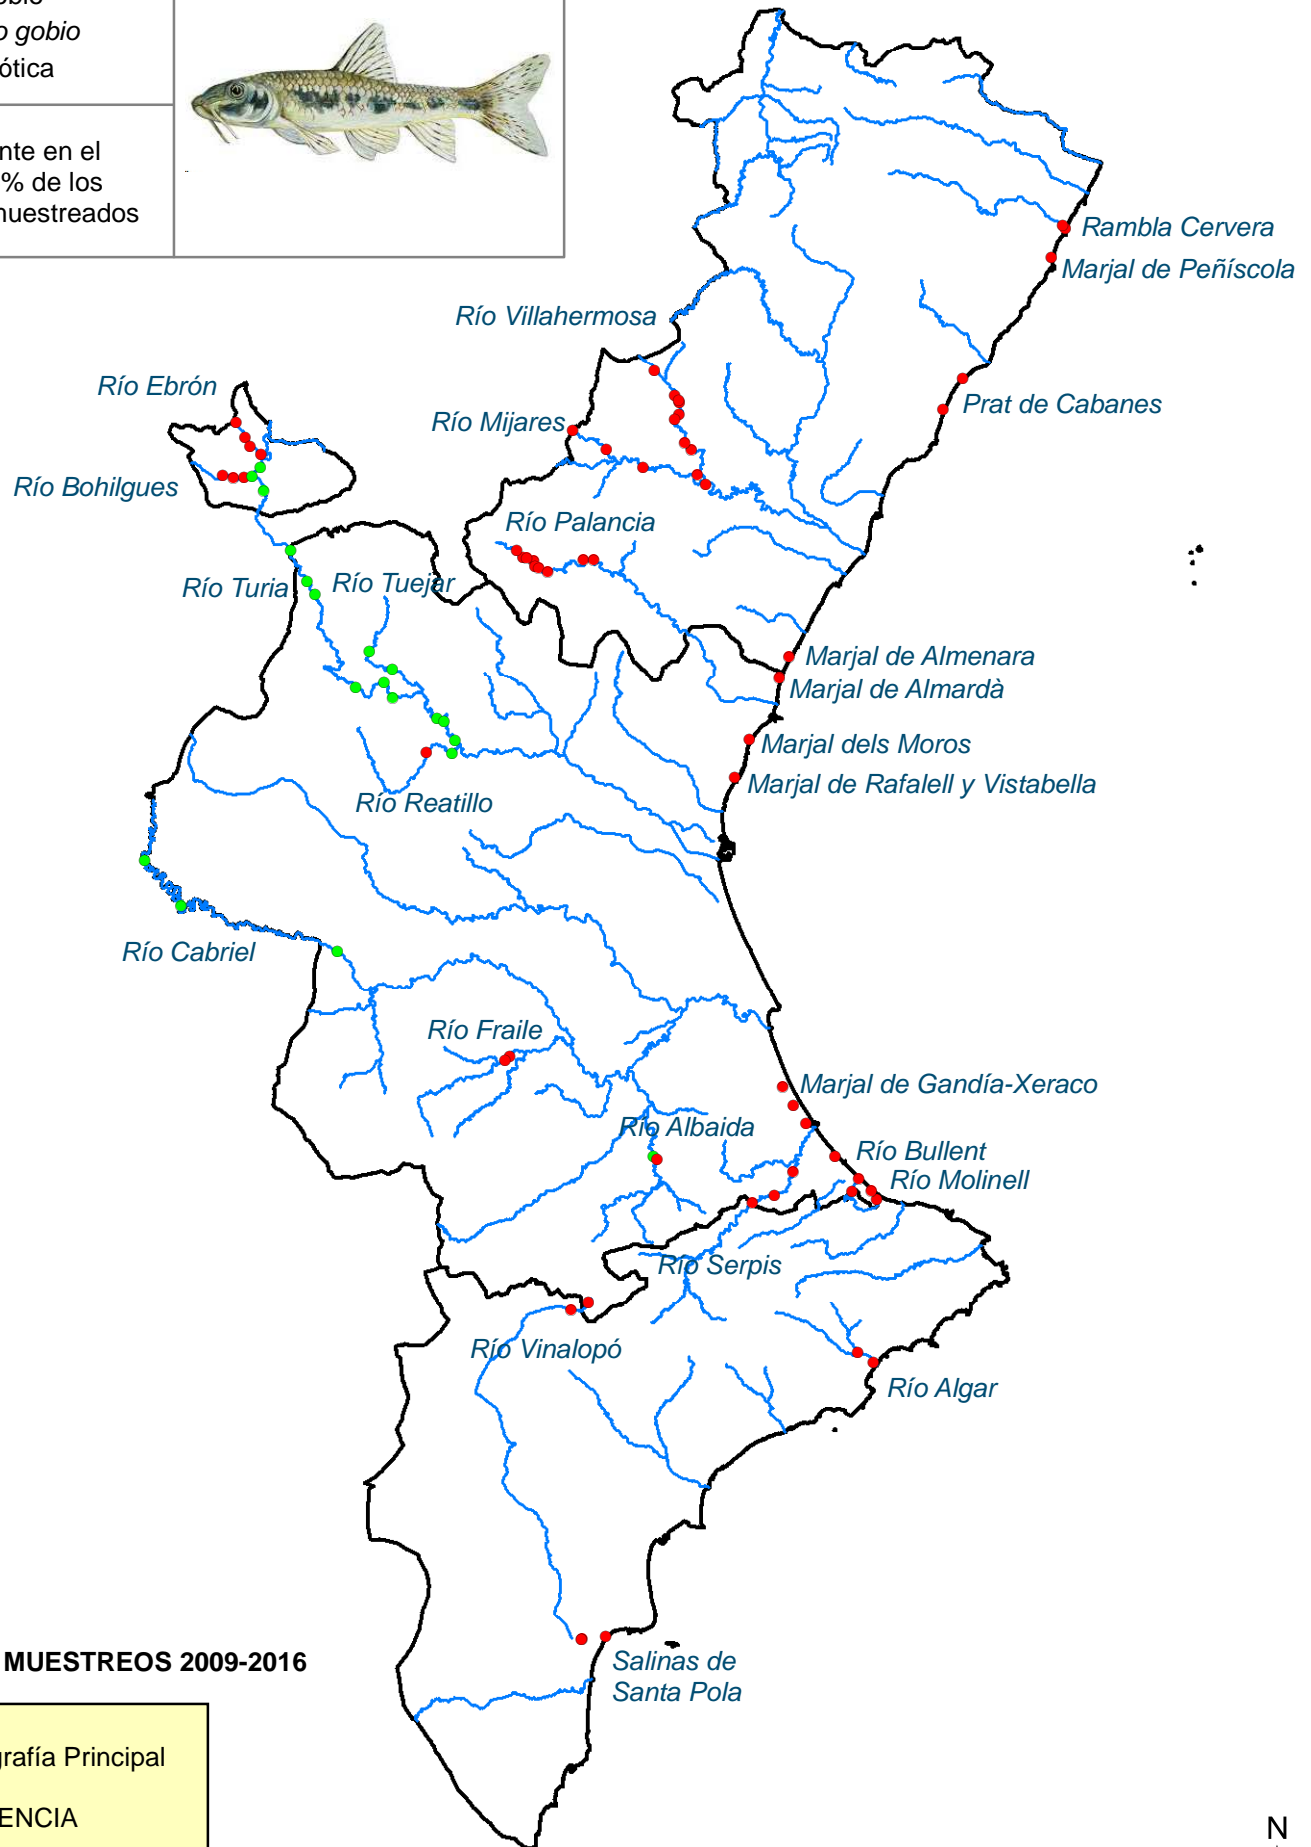 o gobio
ótica
nte en el
% de los
nuestreados
Rambla Cervera
Marjal de Peñíscola
Río Villahermosa
Río Ebrón
Prat de Cabanes
Río Mijares
Río Bohilgues
Río Palancia
Río Turia
Río Tuejar
Marjal de Almenara
Marjal de Almardà
Marjal dels Moros
Marjal de Rafalell y Vistabella
Río Reatillo
Río Cabriel
Río Fraile
Marjal de Gandía-Xeraco
Río Albaida
Río Bullent
Río Molinell
Río Serpis
Río Vinalopó
Río Algar
Salinas de
Santa Pola
MUESTREOS 2009-2016
grafía Principal
ENCIA
N